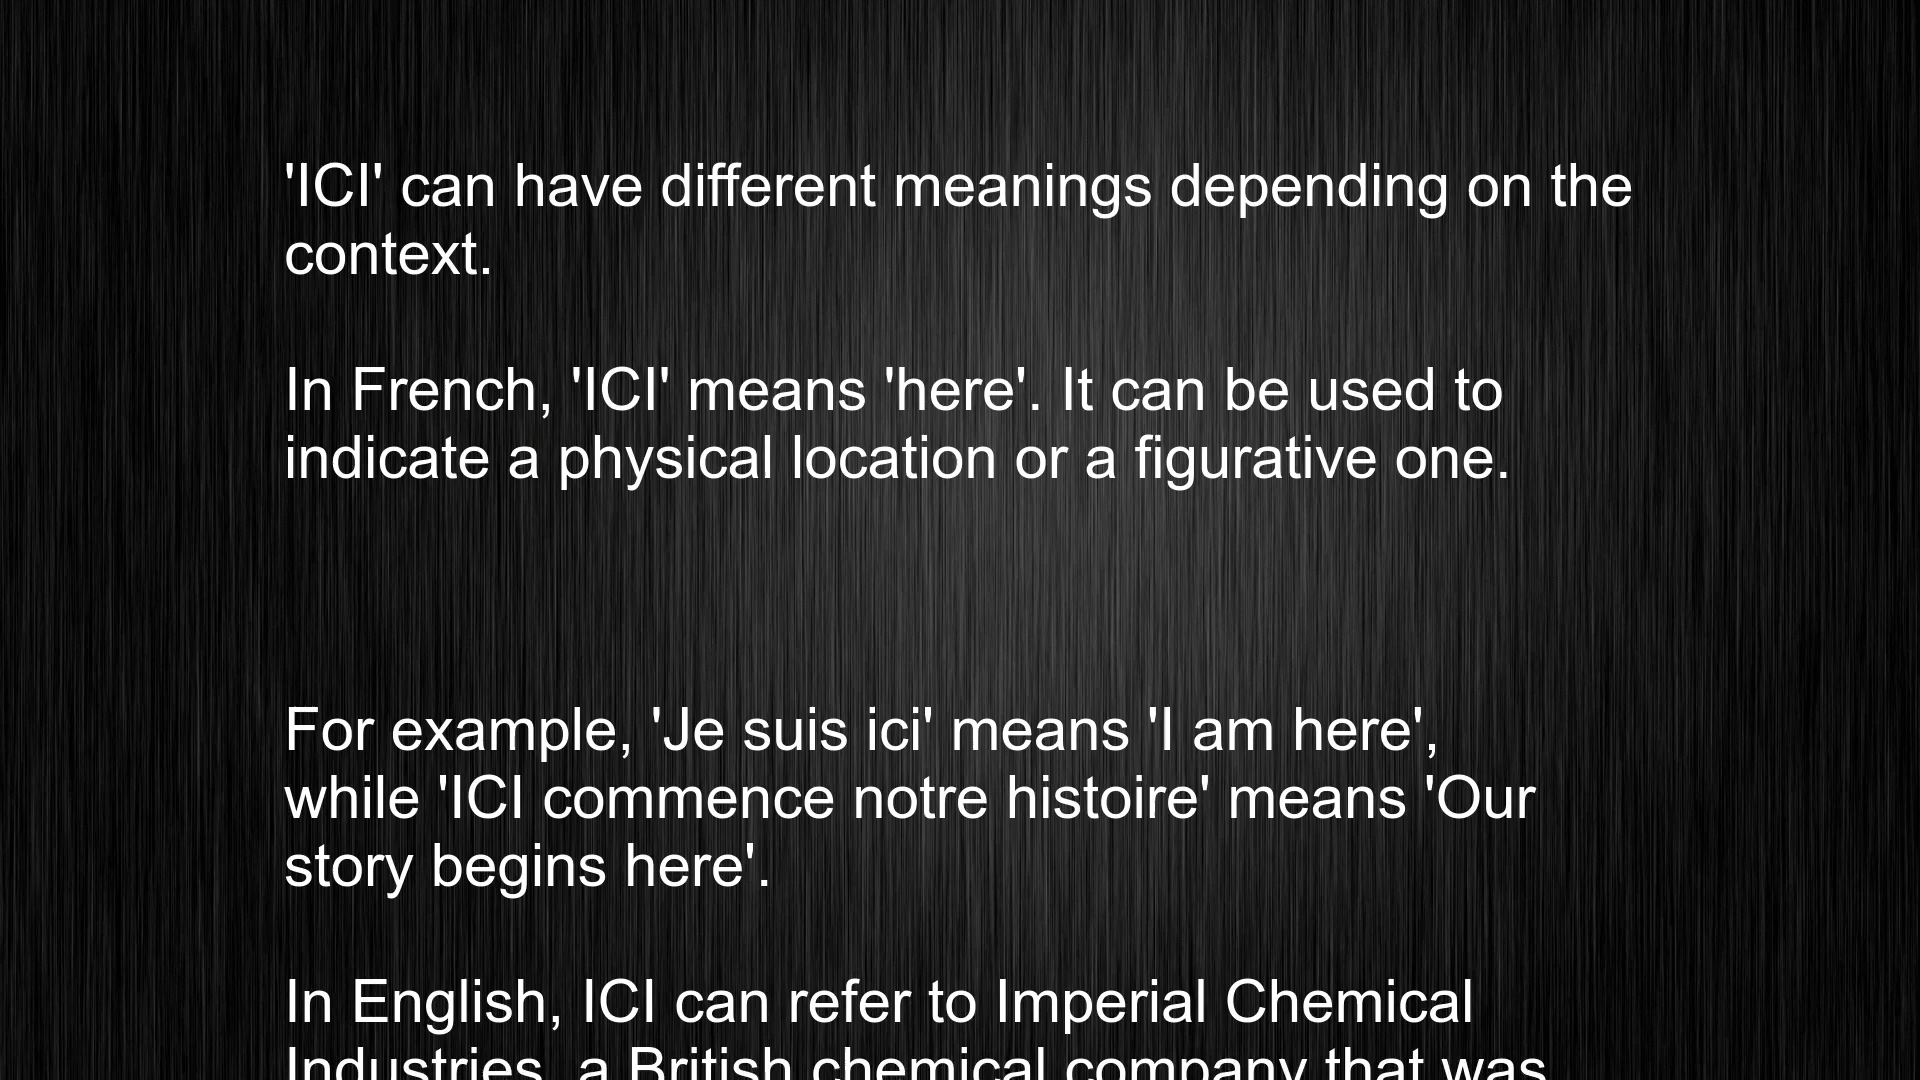 'ICI' can have different meanings depending on the
context.
In French, 'ICI' means 'here'. It can be used to
indicate a physical location or a figurative one.
For example, 'Je suis ici' means 'I am here',
while 'ICI commence notre histoire' means 'Our
story begins here'.
In English, ICI can refer to Imperial Chemical
Industries, a British chemical company that was